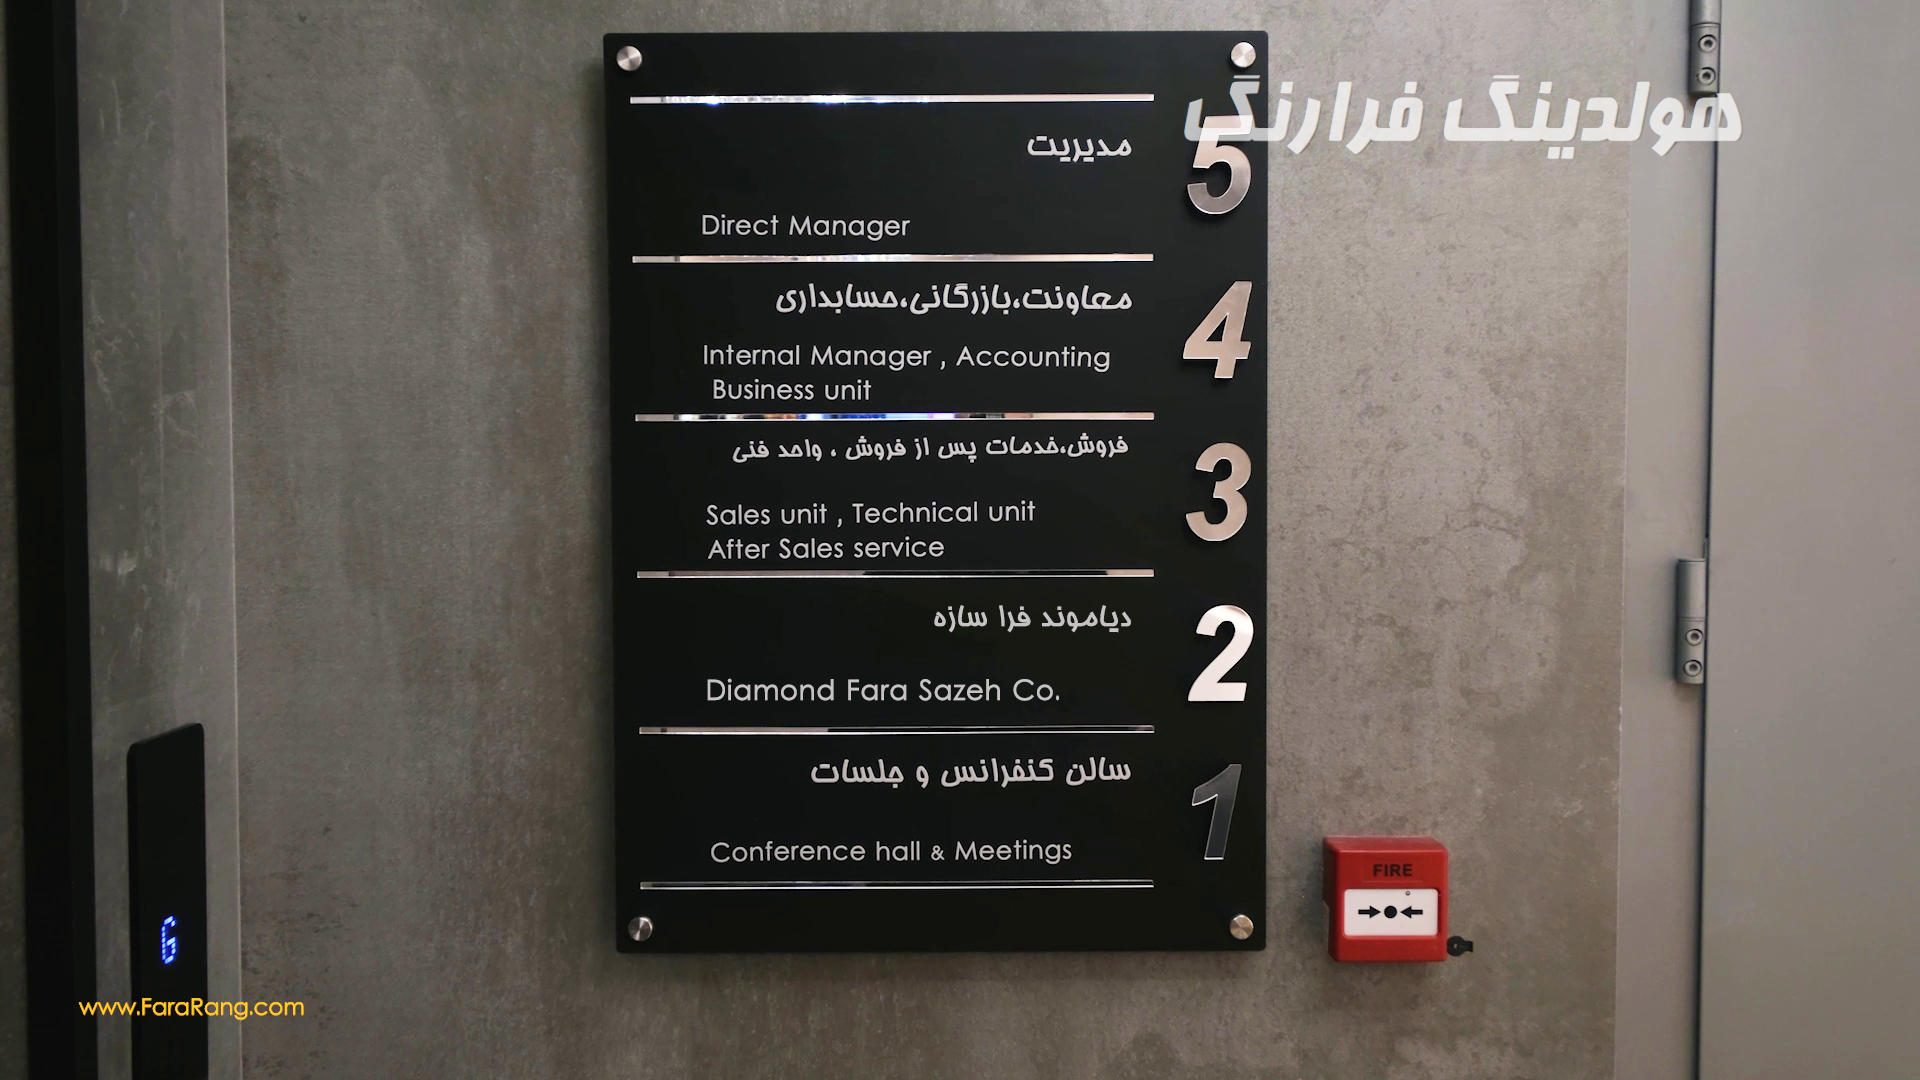 هولدینگ فرارنگ
5
مدیریت
Direct Manager
4
معاونت،بازرگانی،حسابداری
Internal Manager , Accounting
Business unit
3
فروش،خدمات پس از فروش ، واحد فنی
Sales unit , Technical unit
After Sales service
2
دیاموند فرا سازه
Diamond Fara Sazeh Co.
1
سالن کنفرانس و جلسات
Conference hall & Meetings
FIRE
G
www.FaraRang.com